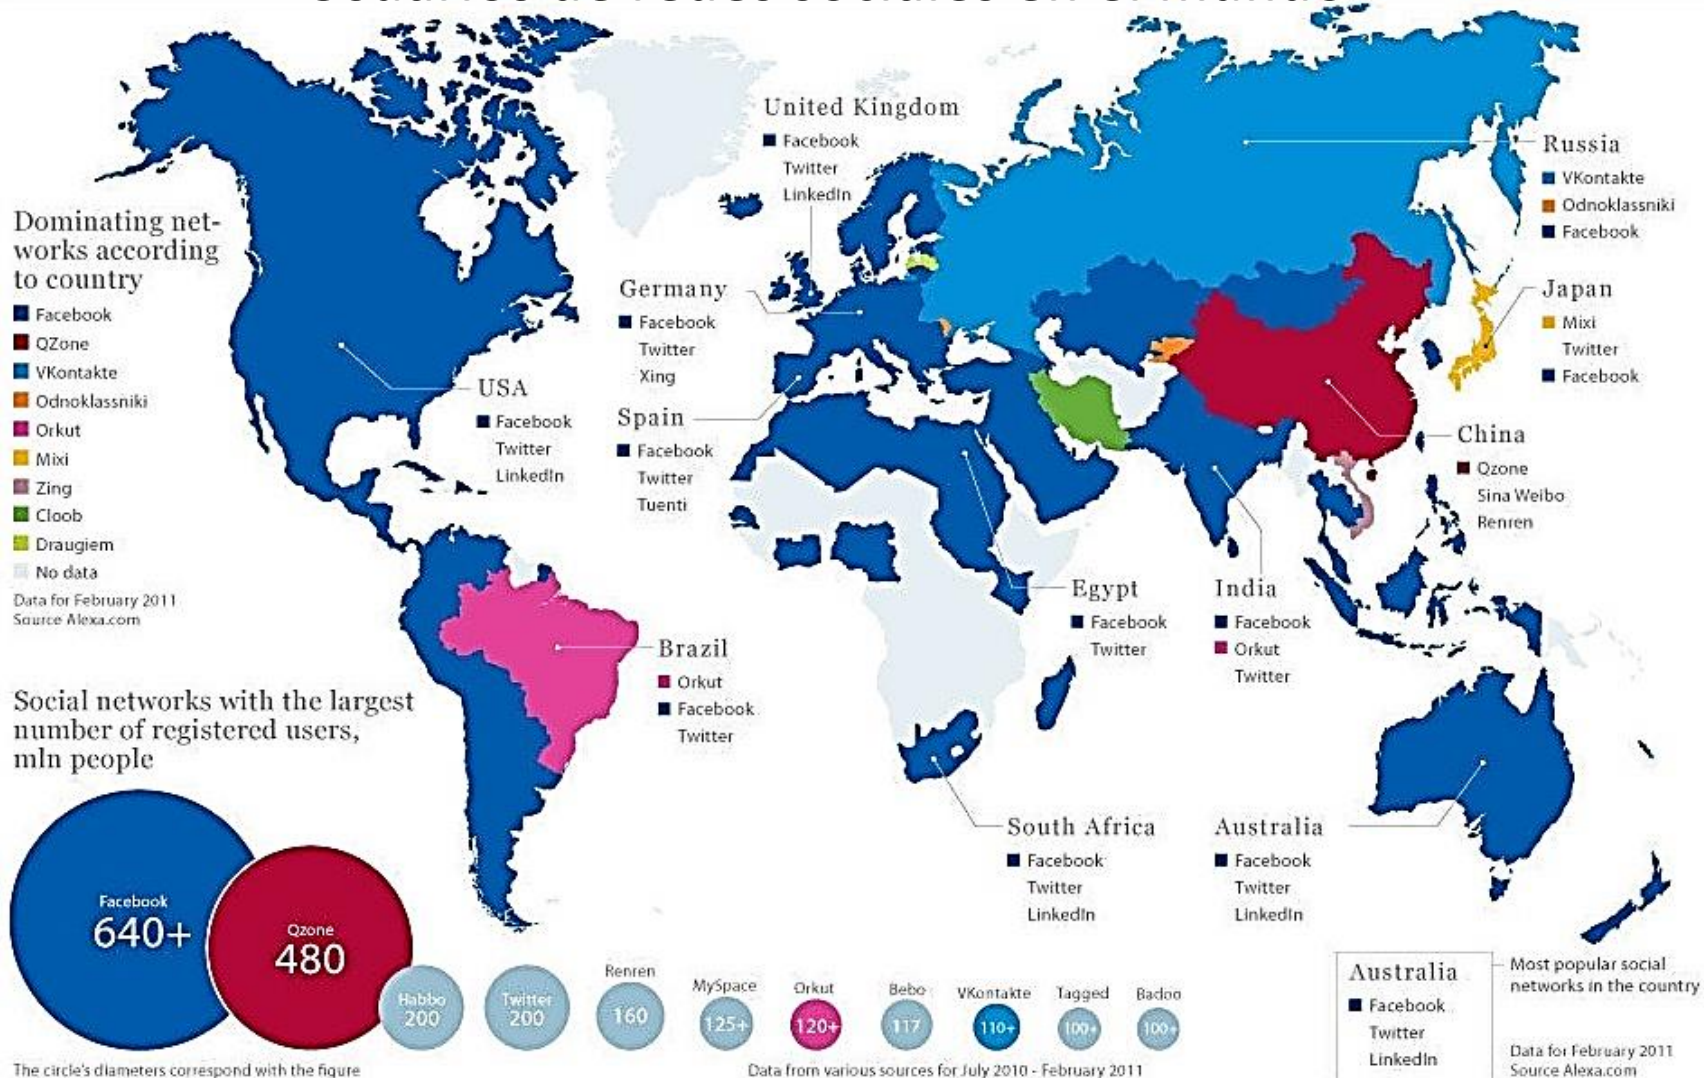 United Kingdom
Facebook
Twitter
LinkedIn
Russia
VKontakte
Odnoklassniki
Facebook
Dominating net-
works according
to country
Facebook
QZone
VKontakte
Odnoklassniki
Orkut
Mixi
Zing
Cloob
Draugiem
No data
Data for February 2011
Source Alexa.com
Germany
Facebook
Twitter
Xing
Japan
Mixi
Twitter
Facebook
USA
Facebook
Twitter
LinkedIn
Spain
Facebook
Twitter
Tuenti
China
Qzone
Sina Weibo
Renren
Egypt
Facebook
Twitter
India
Facebook
Orkut
Twitter
Brazil
Orkut
Facebook
Twitter
Social networks with the largest
number of registered users,
mln people
South Africa
Facebook
Twitter
LinkedIn
Australia
Facebook
Twitter
LinkedIn
Facebook
640+
Qzone
480
Habbo
200
Twitter
200
Renren
160
MySpace
125+
Orkut
120+
Bebo
117
VKontakte
110+
Tagged
100+
Badoo
100+
Australia
Facebook
Twitter
LinkedIn
Most popular social
networks in the country
Data for February 2011
Source Alexa.com
The circle's diameters correspond with the figure
Data from various sources for July 2010 - February 2011